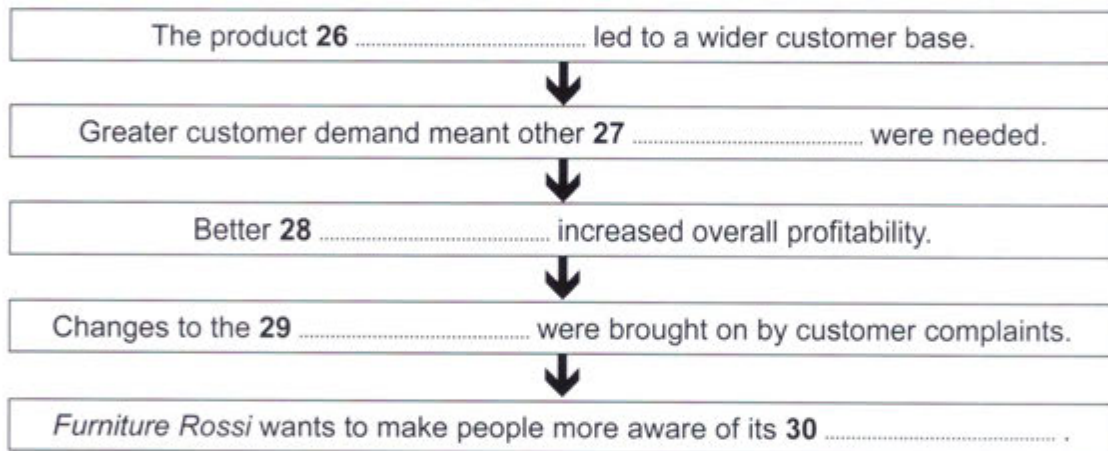 The product 26 ........................................ led to a wider customer base.
Greater customer demand meant other 27 ........................................ were needed.
Better 28 ........................................ increased overall profitability.
Changes to the 29 ........................................ were brought on by customer complaints.
Furniture Rossi wants to make people more aware of its 30 ........................................ .